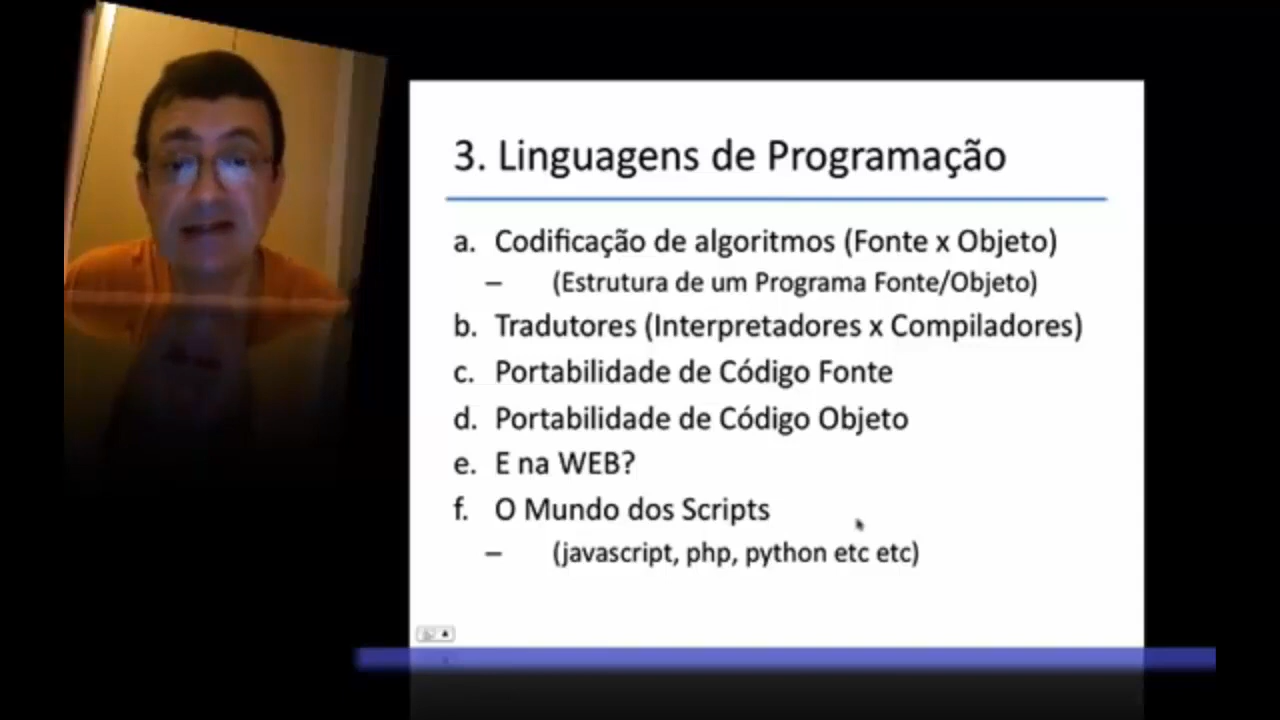 3. Linguagens de Programação
a. Codificação de algoritmos (Fonte x Objeto)
– (Estrutura de um Programa Fonte/Objeto)
b. Tradutores (Interpretadores x Compiladores)
c. Portabilidade de Código Fonte
d. Portabilidade de Código Objeto
e. E na WEB?
f. O Mundo dos Scripts
– (javascript, php, python etc etc)